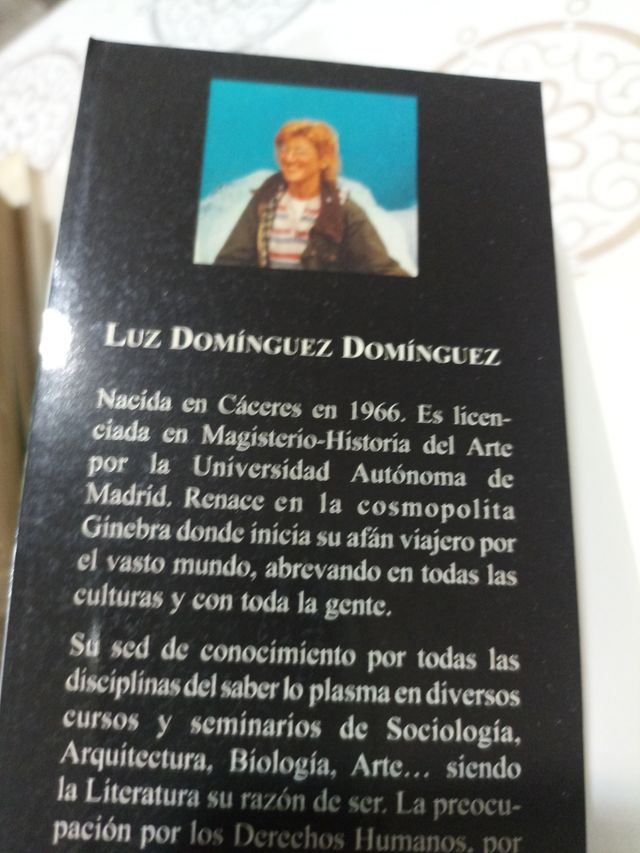 LUZ DOMÍNGUEZ DOMÍNGUEZ
Nacida en Cáceres en 1966. Es licen-
ciada en Magisterio-Historia del Arte
por la Universidad Autónoma de
Madrid. Renace en la cosmopolita
Ginebra donde inicia su afán viajero por
el vasto mundo, abrevando en todas las
culturas y con toda la gente.
Su sed de conocimiento por todas las
disciplinas del saber lo plasma en diversos
cursos y seminarios de Sociología,
Arquitectura, Biología, Arte... siendo
la Literatura su razón de ser. La preocu-
pación por los Derechos Humanos, por